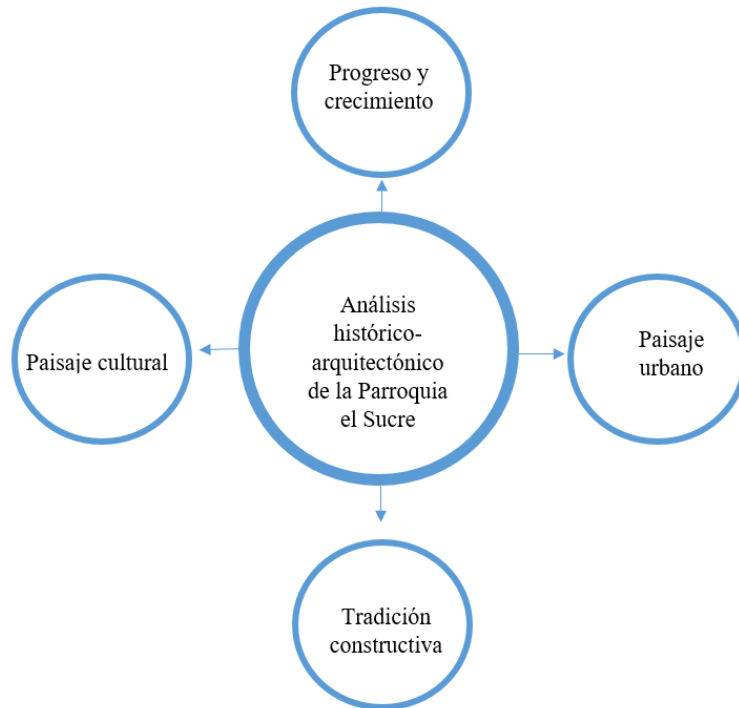 Progreso y
crecimiento
Análisis
histórico-
arquitectónico
de la Parroquia
el Sucre
Paisaje cultural
Paisaje
urbano
Tradición
constructiva